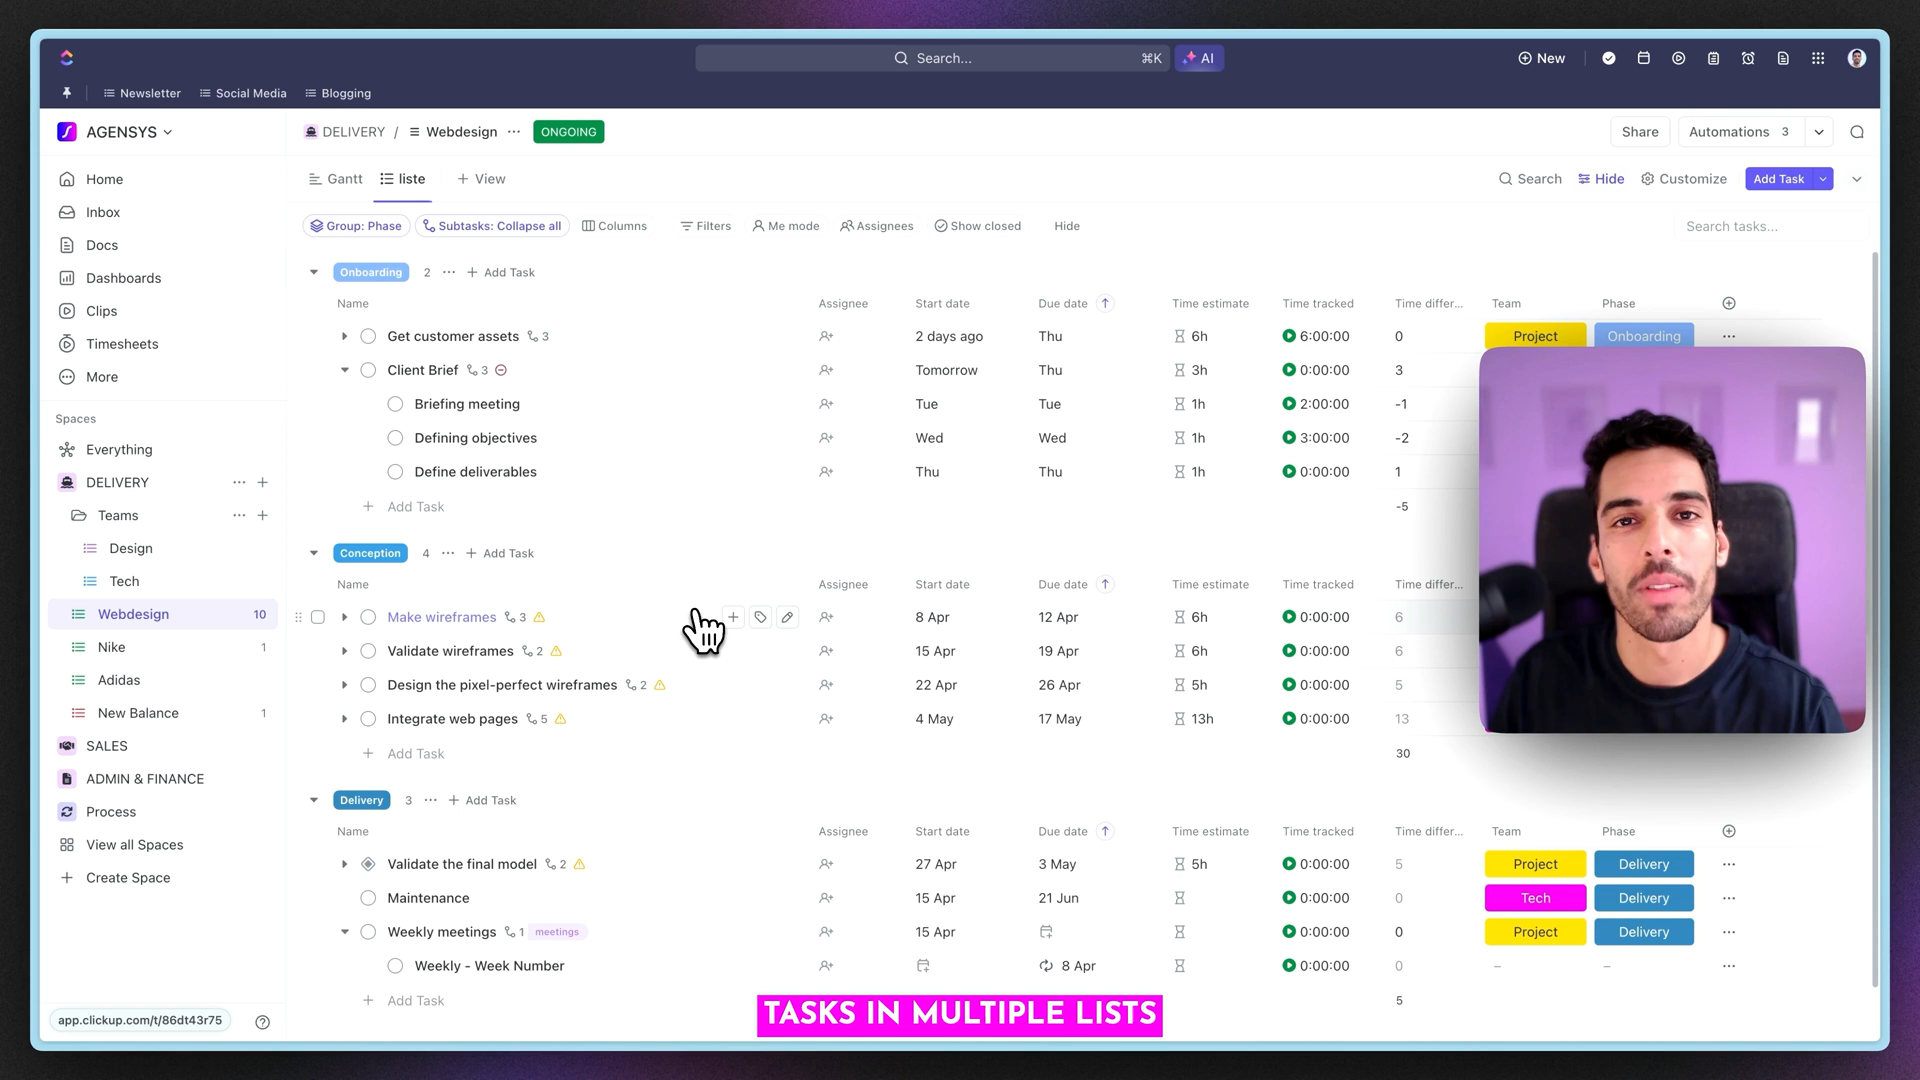 Search... ⌘K AI New
Newsletter Social Media Blogging
AGENSYS
DELIVERY / Webdesign ... ONGOING Share Automations 3
Gantt liste + View Search Hide Customize Add Task
Group: Phase Subtasks: Collapse all Columns Filters Me mode Assignees Show closed Hide Search tasks...
Home
Inbox
Docs
Dashboards
Clips
Timesheets
More
Spaces
Everything
DELIVERY
Teams
Design
Tech
Webdesign 10
Nike 1
Adidas
New Balance 1
SALES
ADMIN & FINANCE
Process
View all Spaces
Create Space
app.clickup.com/t/86dt43r75
Onboarding 2 ... + Add Task
Name Assignee Start date Due date Time estimate Time tracked Time differ... Team Phase
Get customer assets 3 2 days ago Thu 6h 6:00:00 0 Project Onboarding
Client Brief 3 Tomorrow Thu 3h 0:00:00 3
Briefing meeting Tue Tue 1h 2:00:00 -1
Defining objectives Wed Wed 1h 3:00:00 -2
Define deliverables Thu Thu 1h 0:00:00 1
+ Add Task -5
Conception 4 ... + Add Task
Name Assignee Start date Due date Time estimate Time tracked Time differ...
Make wireframes 3 8 Apr 12 Apr 6h 0:00:00 6
Validate wireframes 2 15 Apr 19 Apr 6h 0:00:00 6
Design the pixel-perfect wireframes 2 22 Apr 26 Apr 5h 0:00:00 5
Integrate web pages 5 4 May 17 May 13h 0:00:00 13
+ Add Task 30
Delivery 3 ... + Add Task
Name Assignee Start date Due date Time estimate Time tracked Time differ... Team Phase
Validate the final model 2 27 Apr 3 May 5h 0:00:00 5 Project Delivery
Maintenance 15 Apr 21 Jun 0:00:00 0 Tech Delivery
Weekly meetings 1 meetings 15 Apr 0:00:00 0 Project Delivery
Weekly - Week Number 8 Apr 0:00:00 0 – –
+ Add Task 5
TASKS IN MULTIPLE LISTS